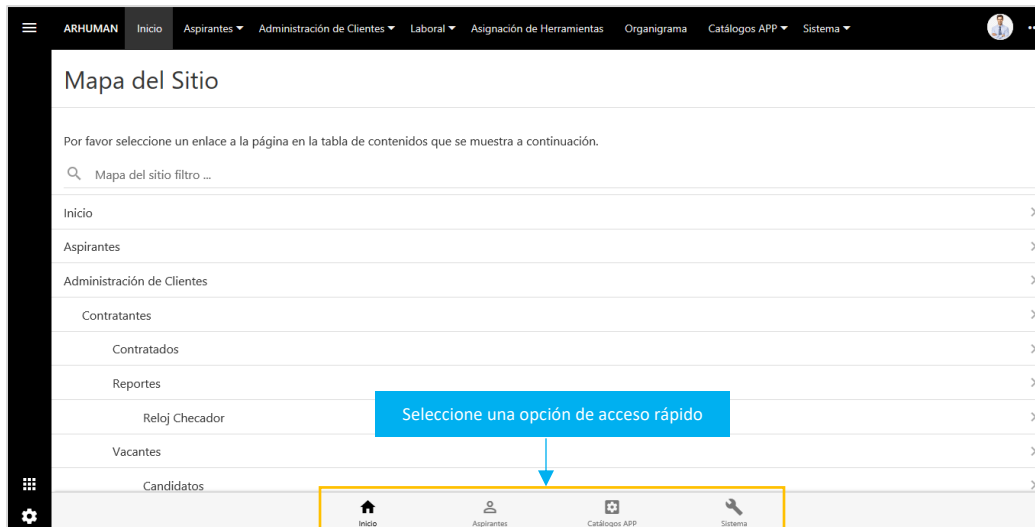 ARHUMAN Inicio Aspirantes Administración de Clientes Laboral Asignación de Herramientas Organigrama Catálogos APP Sistema
Mapa del Sitio
Por favor seleccione un enlace a la página en la tabla de contenidos que se muestra a continuación.
Mapa del sitio filtro ...
Inicio
Aspirantes
Administración de Clientes
Contratantes
Contratados
Reportes
Reloj Checador
Seleccione una opción de acceso rápido
Vacantes
Candidatos
Inicio Aspirantes Catálogos APP Sistema